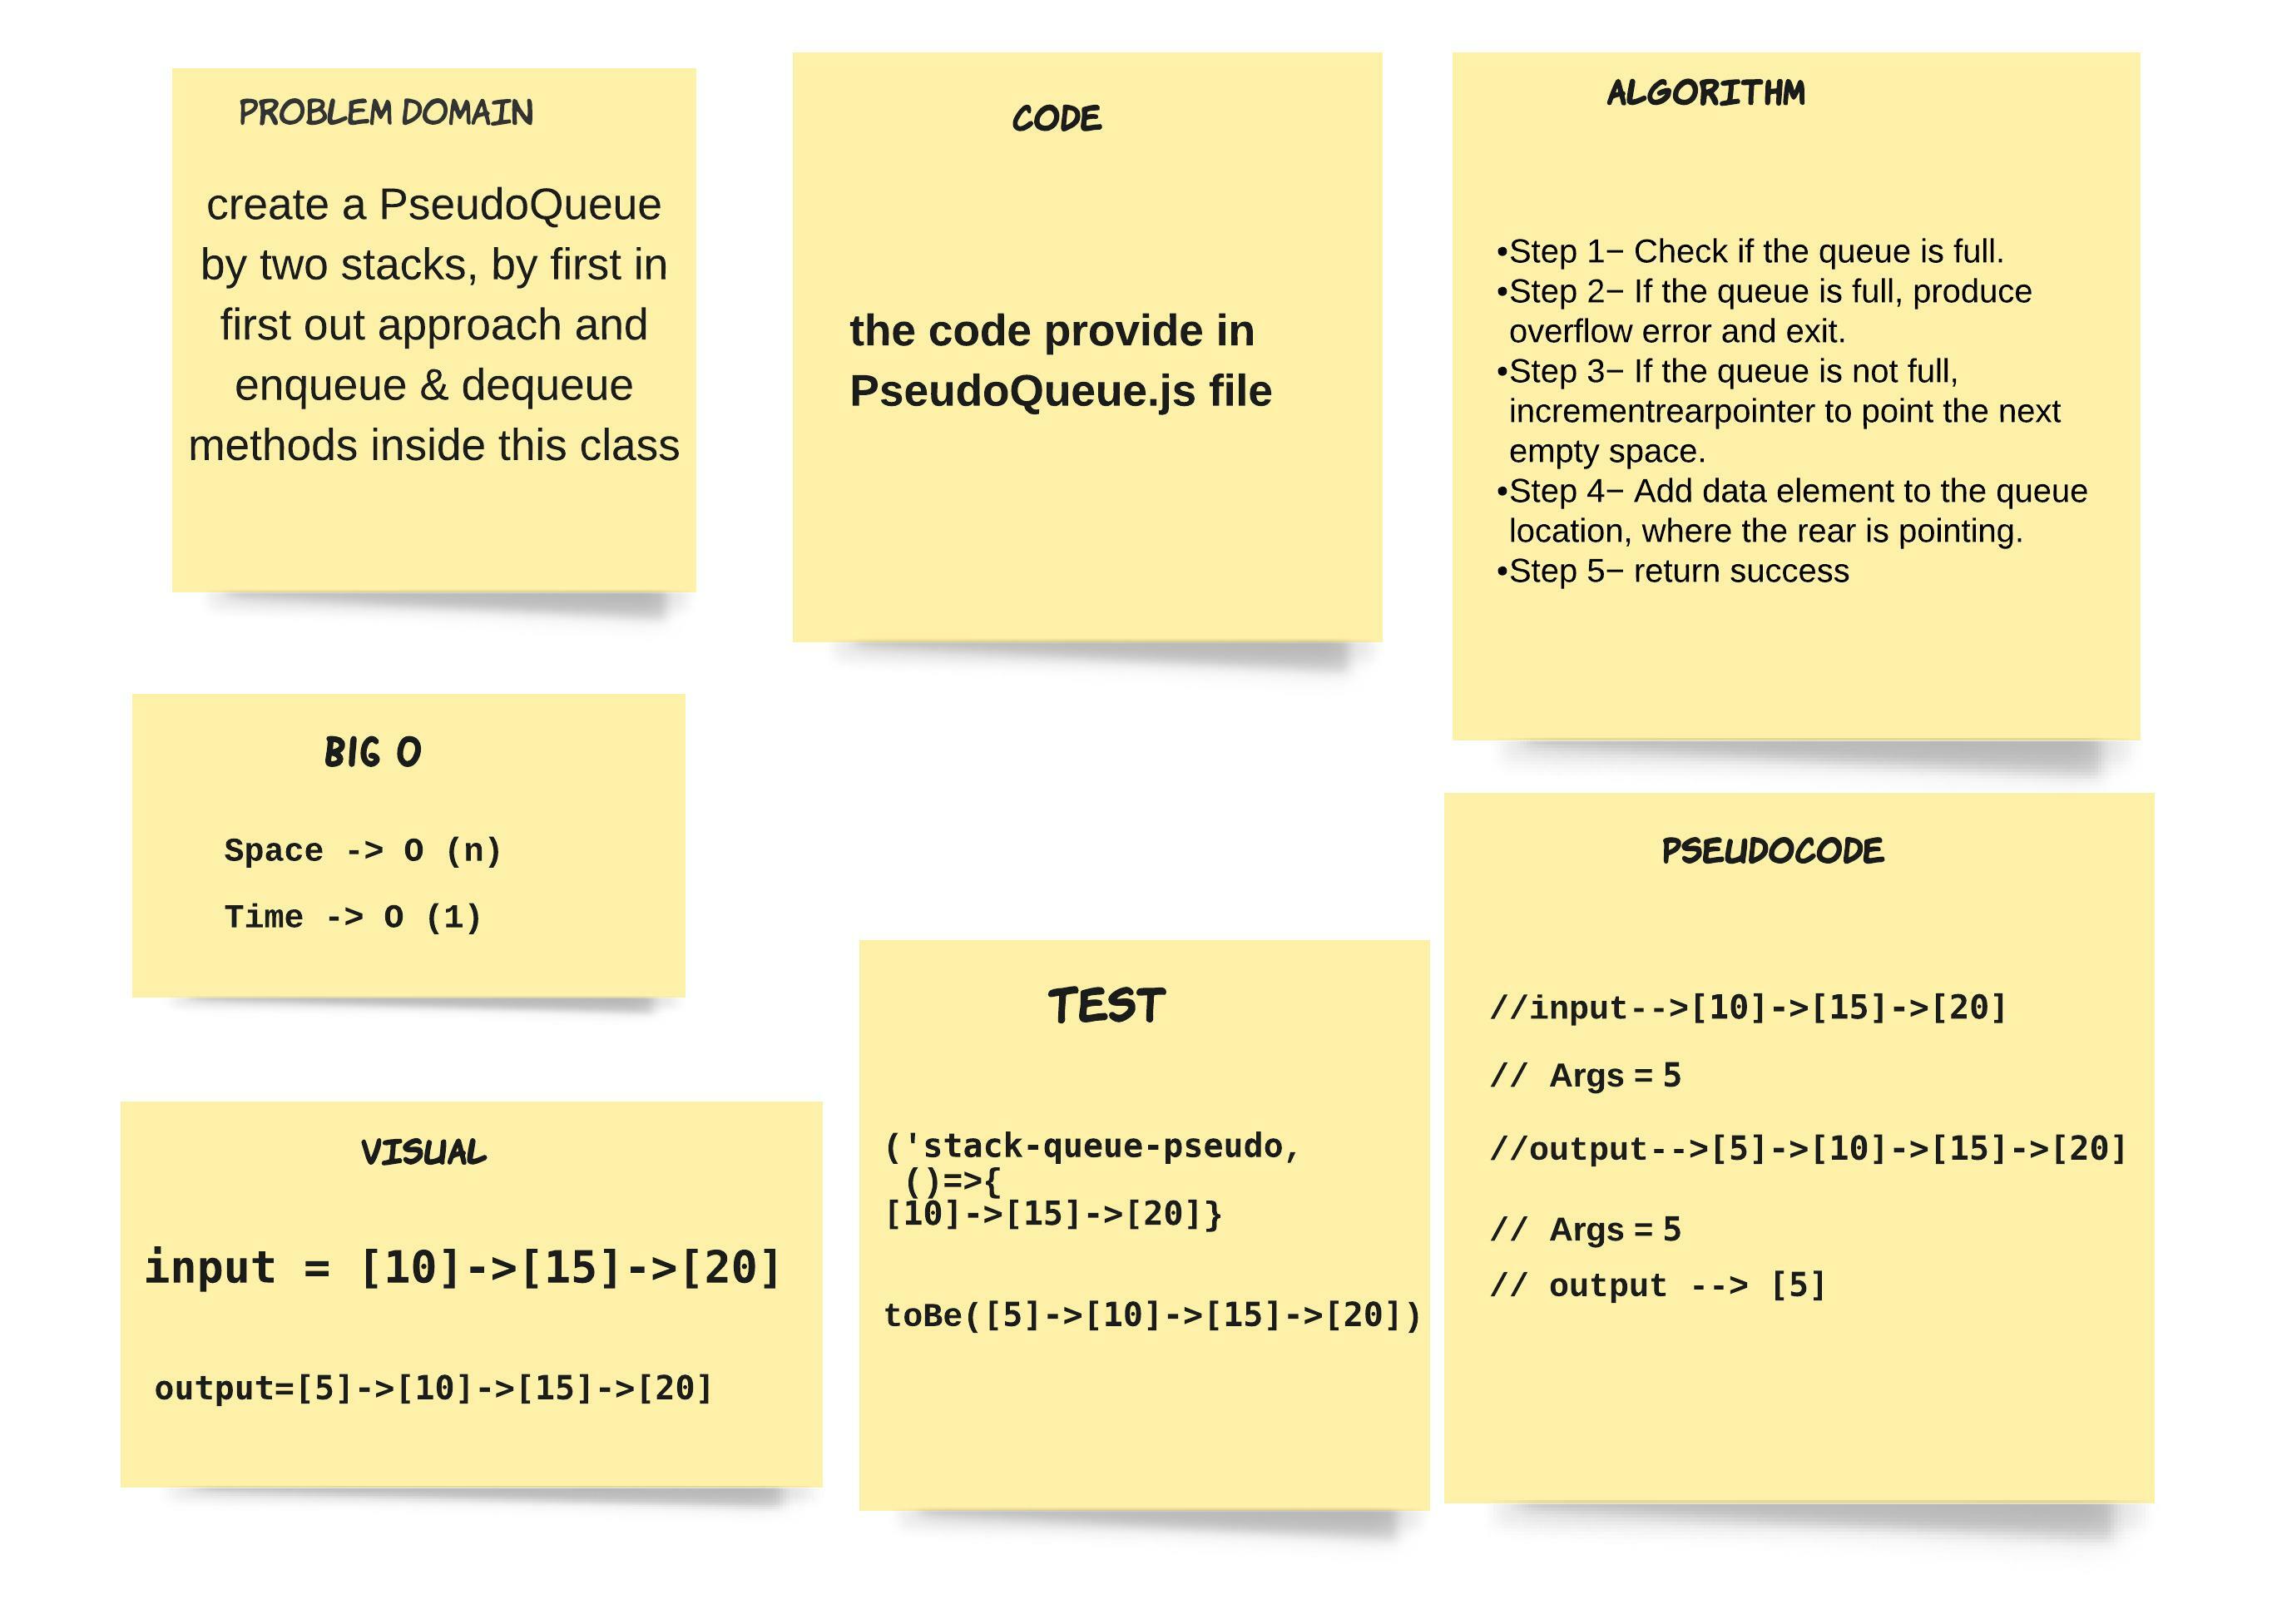 PROBLEM DOMAIN
create a PseudoQueue
by two stacks, by first in
first out approach and
enqueue & dequeue
methods inside this class
CODE
the code provide in
PseudoQueue.js file
ALGORITHM
•Step 1− Check if the queue is full.
•Step 2− If the queue is full, produce
overflow error and exit.
•Step 3− If the queue is not full,
incrementrearpointer to point the next
empty space.
•Step 4− Add data element to the queue
location, where the rear is pointing.
•Step 5− return success
BIG O
Space -> O (n)
Time -> O (1)
VISUAL
input = [10]->[15]->[20]
output=[5]->[10]->[15]->[20]
TEST
('stack-queue-pseudo,
()=>{
[10]->[15]->[20]}
toBe([5]->[10]->[15]->[20])
PSEUDOCODE
//input-->[10]->[15]->[20]
// Args = 5
//output-->[5]->[10]->[15]->[20]
// Args = 5
// output --> [5]